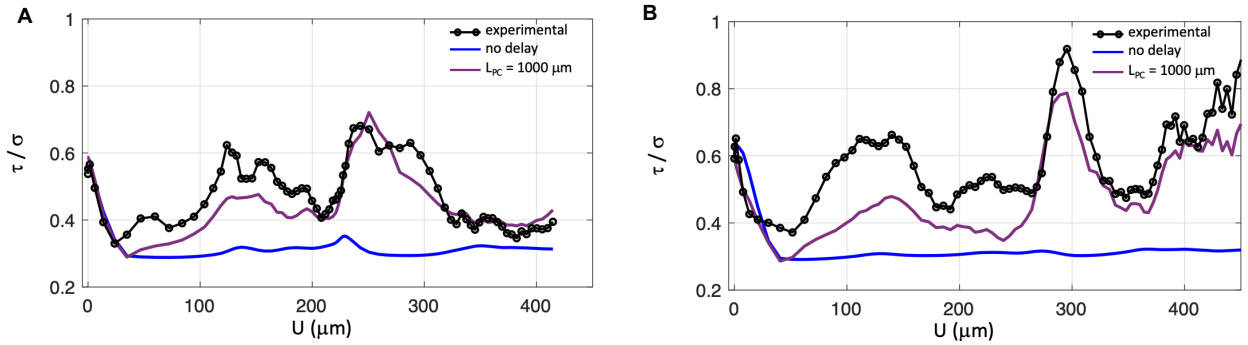 A
1
0.8
0.6
0.4
0.2
τ / σ
0 100 200 300 400
U (μm)
experimental
no delay
L_PC = 1000 μm
B
1
0.8
0.6
0.4
0.2
τ / σ
0 100 200 300 400
U (μm)
experimental
no delay
L_PC = 1000 μm